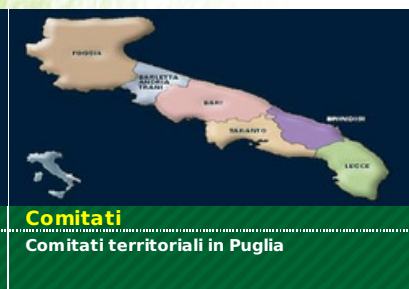 FOGGIA
BARLETTA
ANDRIA
TRANI
BARI
BRINDISI
TARANTO
LECCE
Comitati
Comitati territoriali in Puglia